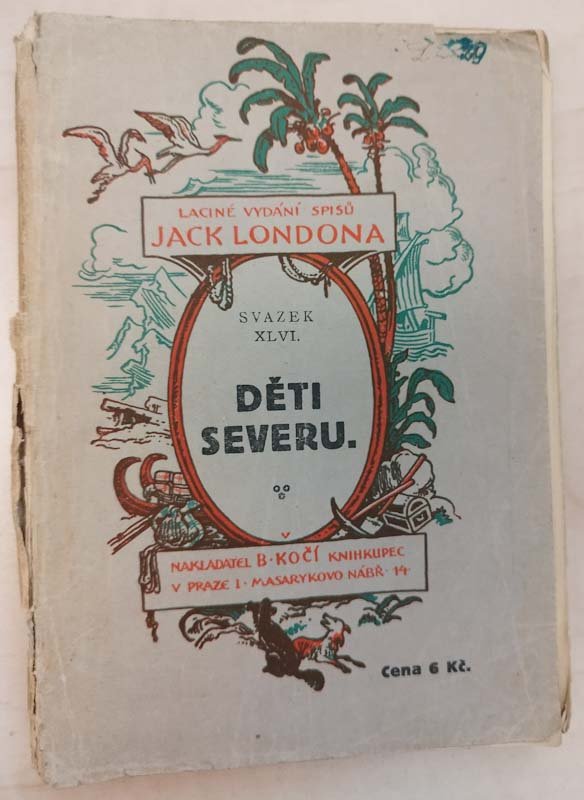 LACINÉ VYDÁNÍ SPISŮ
JACK LONDONA
SVAZEK
XLVI.
DĚTI
SEVERU.
NAKLADATEL B·KOČÍ KNIHKUPEC
V PRAZE I · MASARYKOVO NÁBŘ · 14 ·
Cena 6 Kč.